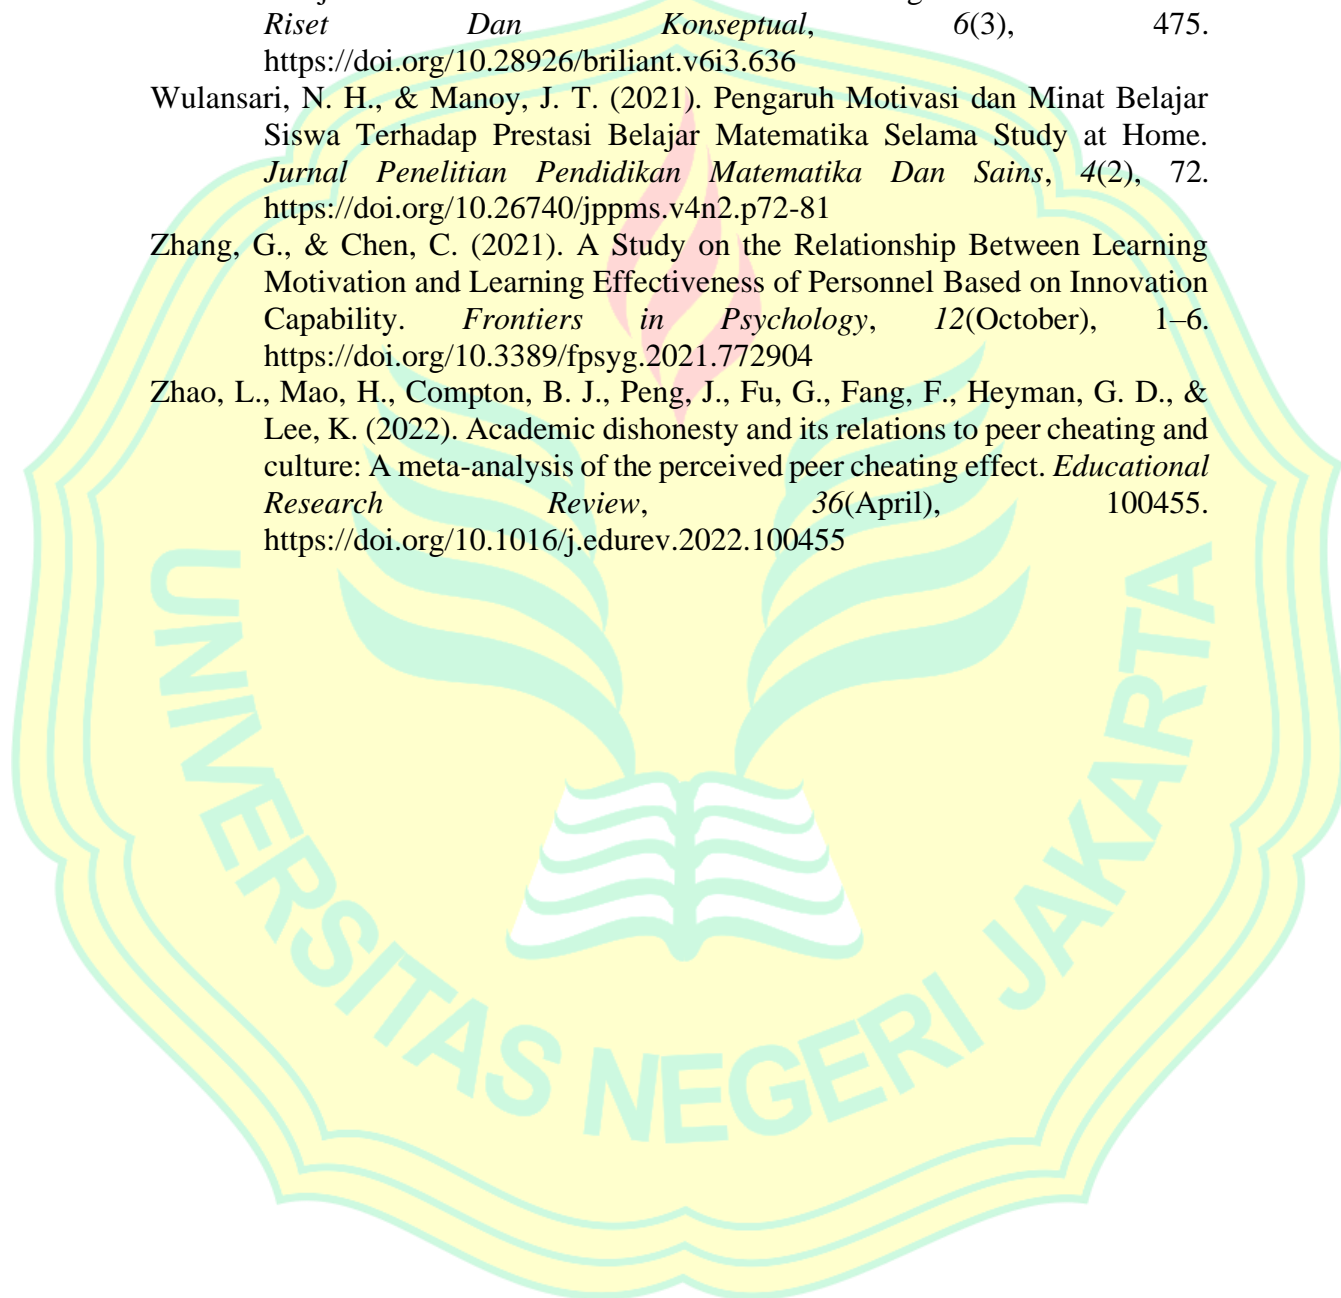 Riset Dan Konseptual, 6(3), 475.
https://doi.org/10.28926/briliant.v6i3.636
Wulansari, N. H., & Manoy, J. T. (2021). Pengaruh Motivasi dan Minat Belajar
Siswa Terhadap Prestasi Belajar Matematika Selama Study at Home.
Jurnal Penelitian Pendidikan Matematika Dan Sains, 4(2), 72.
https://doi.org/10.26740/jppms.v4n2.p72-81
Zhang, G., & Chen, C. (2021). A Study on the Relationship Between Learning
Motivation and Learning Effectiveness of Personnel Based on Innovation
Capability. Frontiers in Psychology, 12(October), 1–6.
https://doi.org/10.3389/fpsyg.2021.772904
Zhao, L., Mao, H., Compton, B. J., Peng, J., Fu, G., Fang, F., Heyman, G. D., &
Lee, K. (2022). Academic dishonesty and its relations to peer cheating and
culture: A meta-analysis of the perceived peer cheating effect. Educational
Research Review, 36(April), 100455.
https://doi.org/10.1016/j.edurev.2022.100455
UNIVERSITAS NEGERI JAKARTA